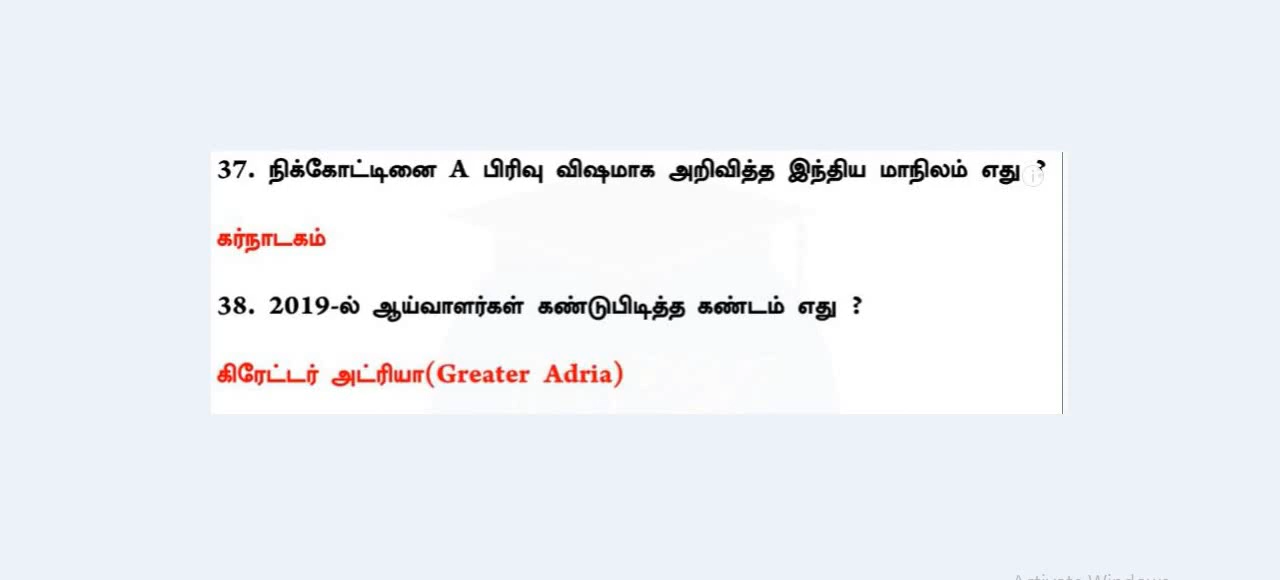 37. நிக்கோட்டினை A பிரிவு விஷமாக அறிவித்த இந்திய மாநிலம் எது ?
கர்நாடகம்
38. 2019-ல் ஆய்வாளர்கள் கண்டுபிடித்த கண்டம் எது ?
கிரேட்டர் அட்ரியா(Greater Adria)